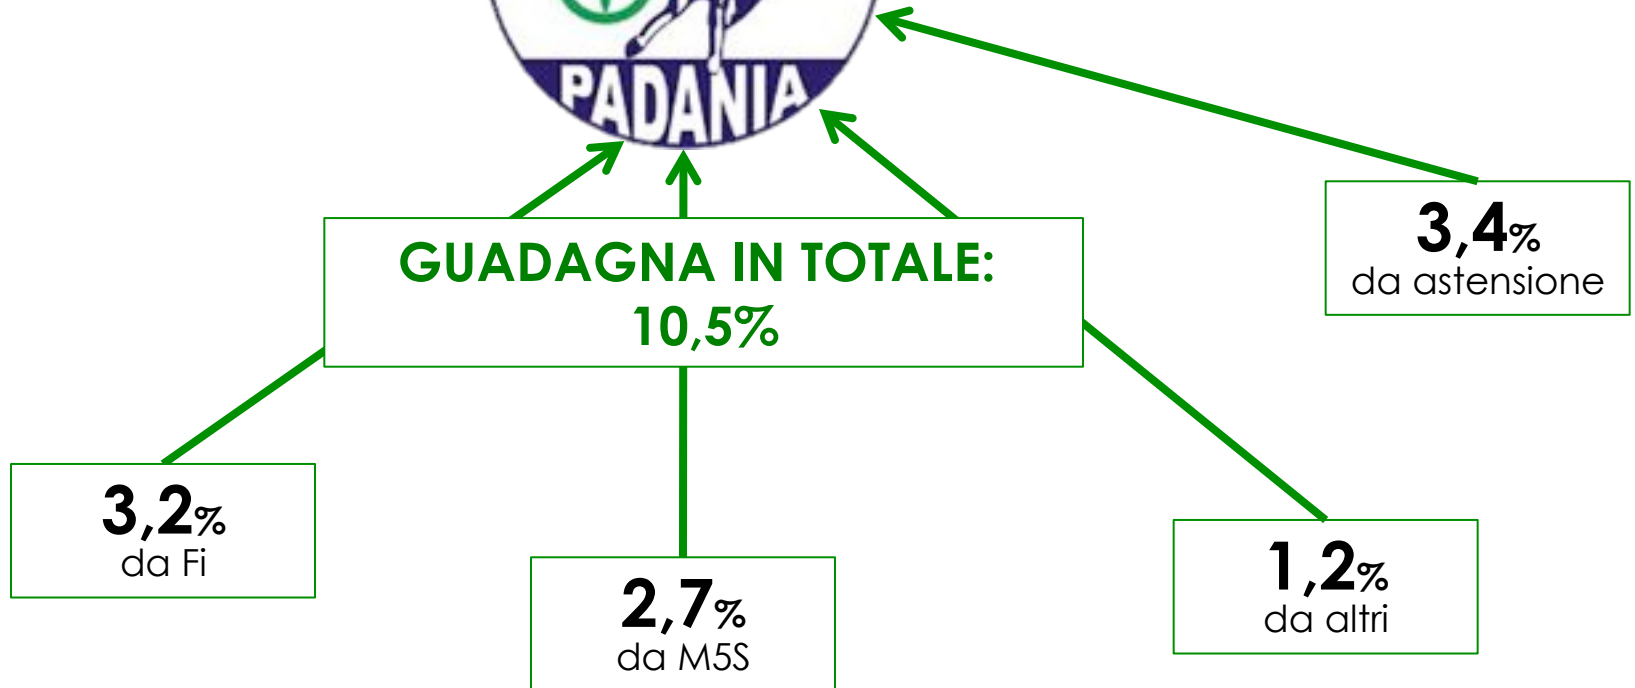 PADANIA
3,4%
da astensione
GUADAGNA IN TOTALE:
10,5%
3,2%
da Fi
2,7%
da M5S
1,2%
da altri